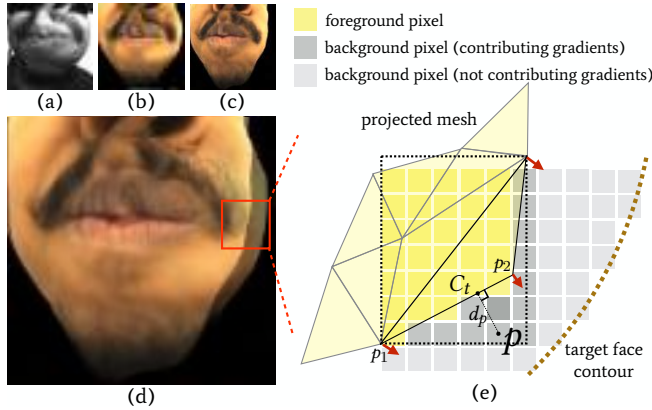 foreground pixel
background pixel (contributing gradients)
background pixel (not contributing gradients)
(a)
(b)
(c)
projected mesh
p2
Ct
dp
p
p1
target face
contour
(d)
(e)